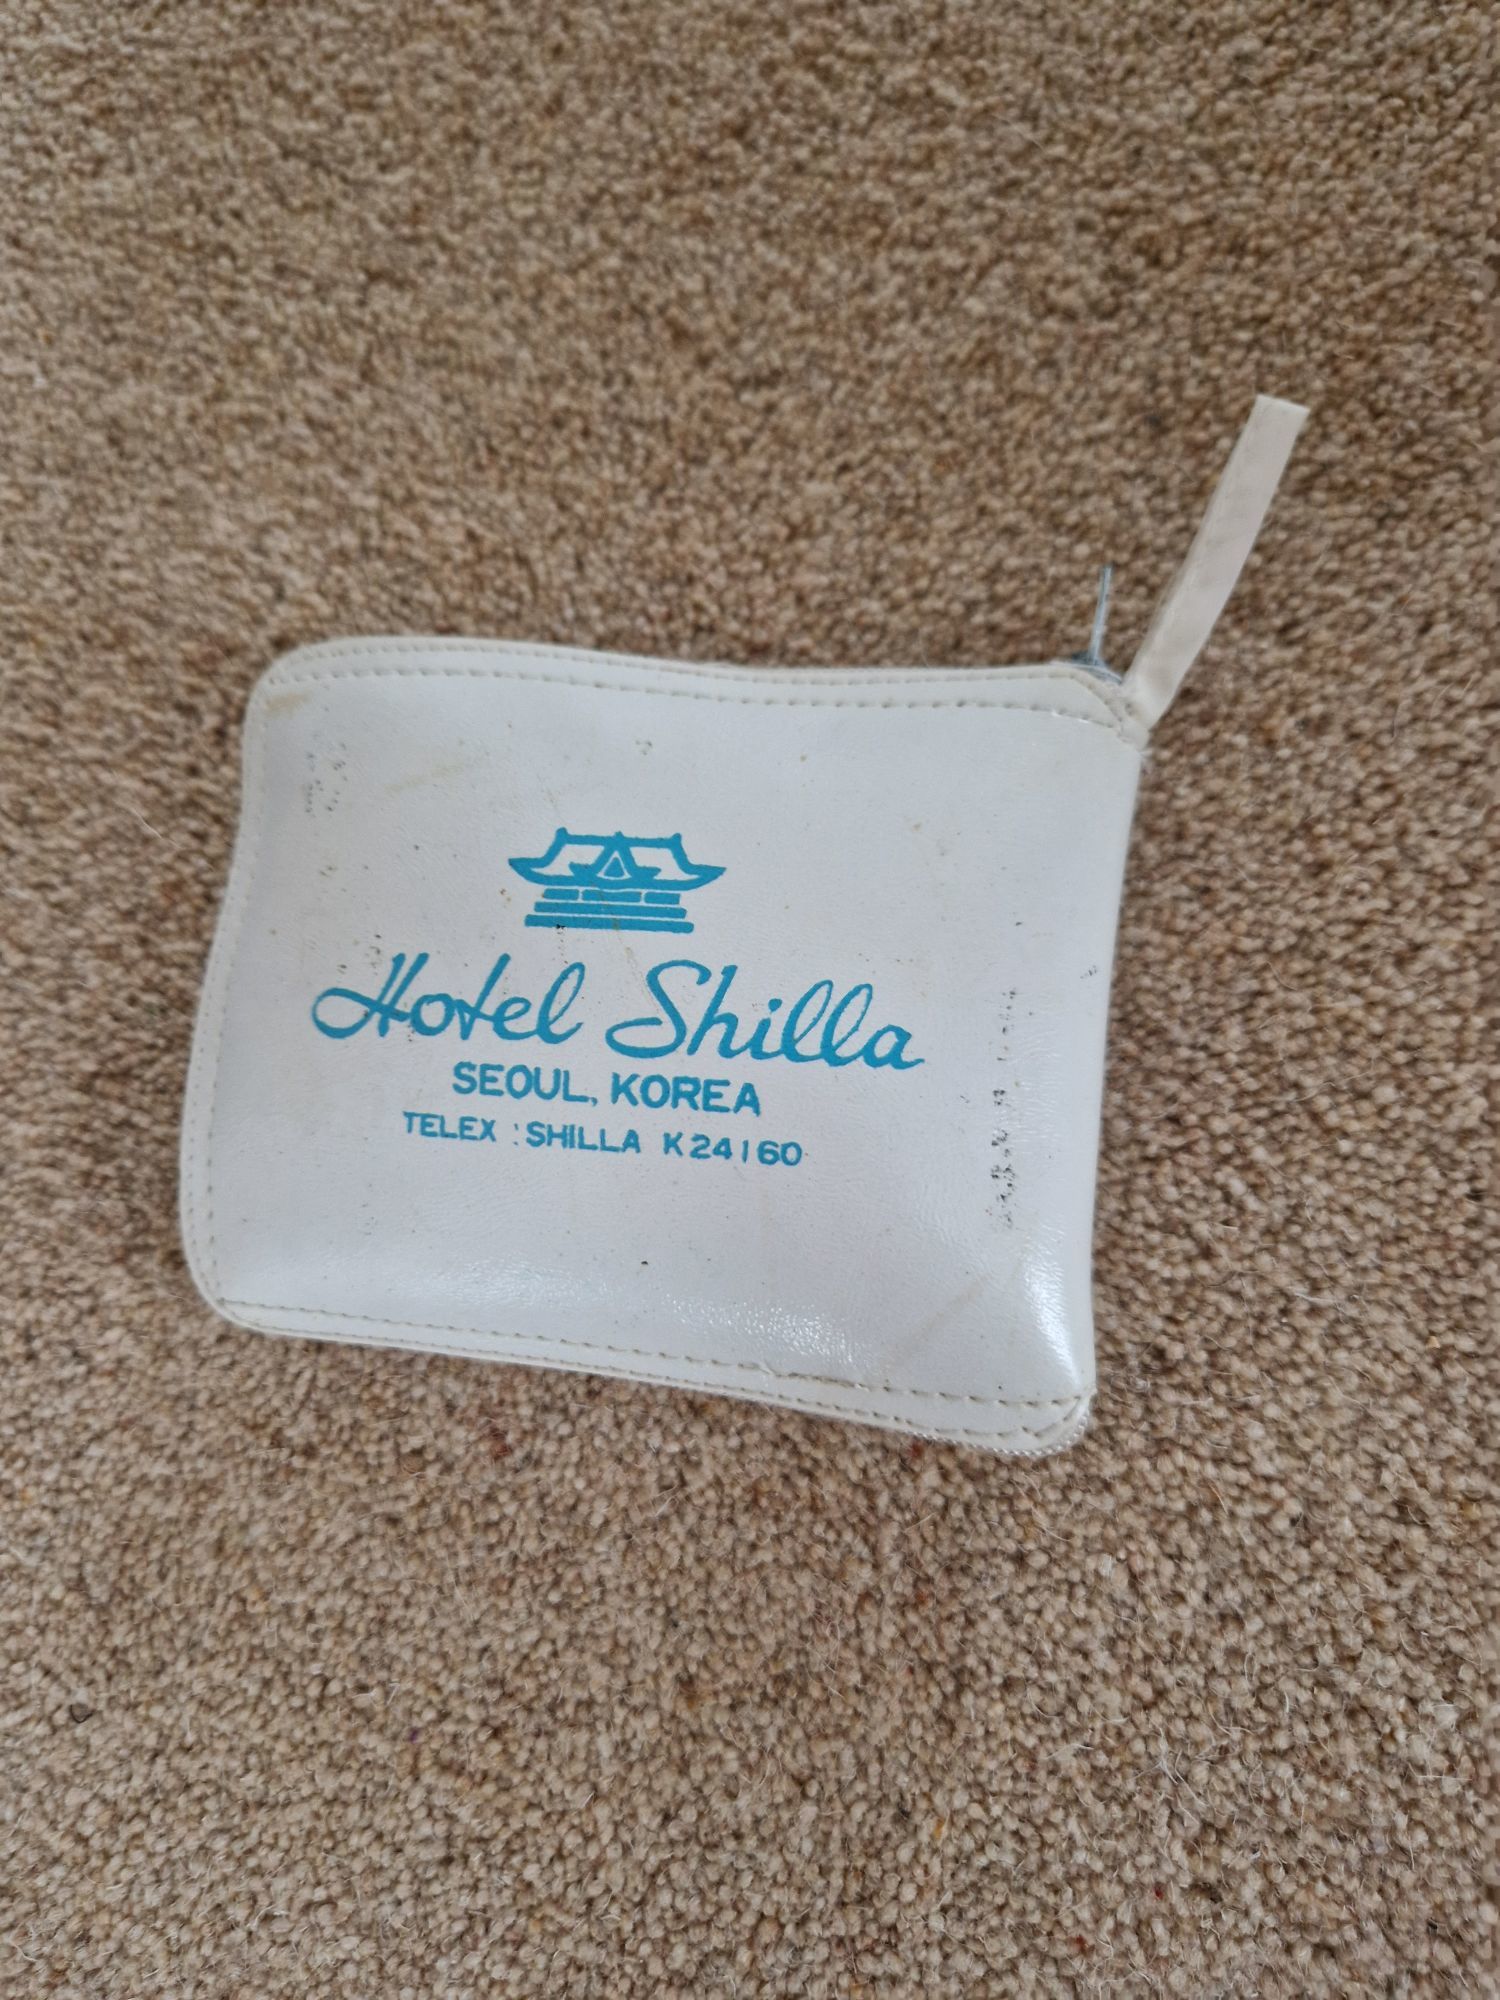 Hotel Shilla
SEOUL, KOREA
TELEX : SHILLA K24160